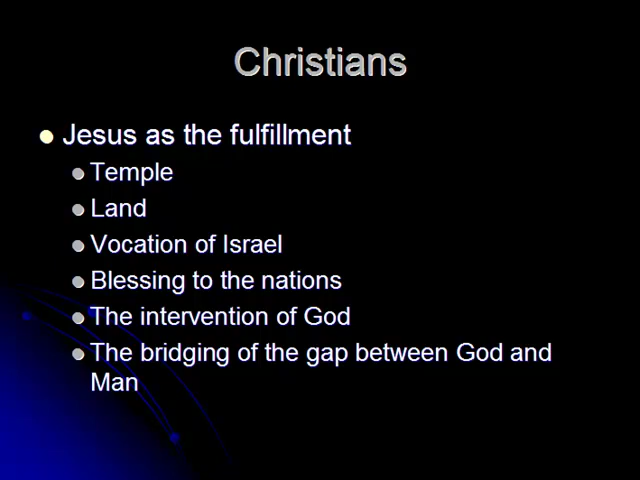 Christians
Jesus as the fulfillment
Temple
Land
Vocation of Israel
Blessing to the nations
The intervention of God
The bridging of the gap between God and
Man